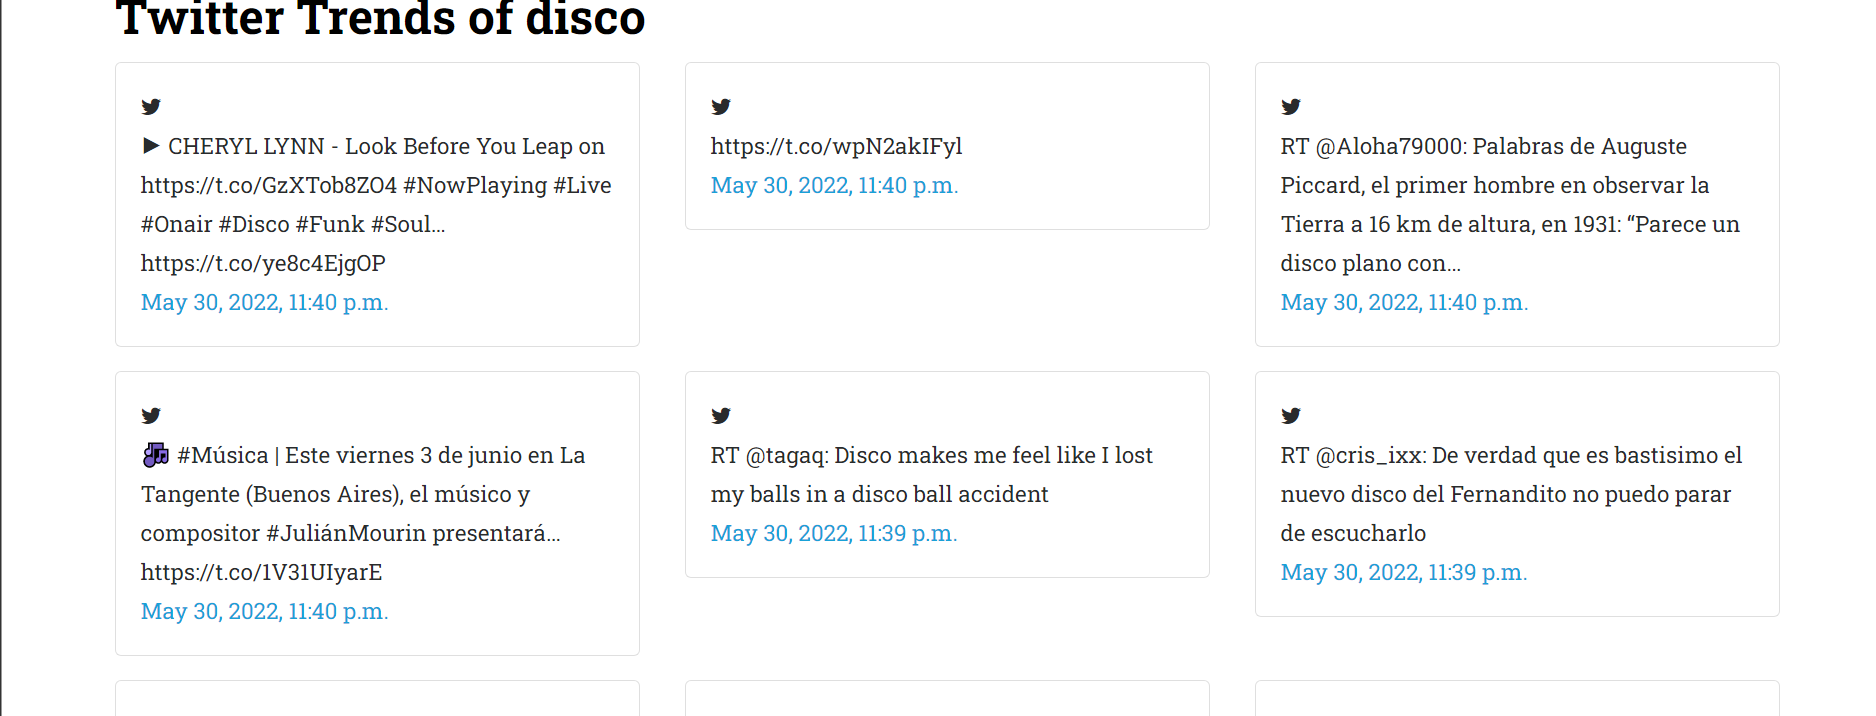 Twitter Trends of disco
► CHERYL LYNN - Look Before You Leap on
https://t.co/GzXTob8ZO4 #NowPlaying #Live
#Onair #Disco #Funk #Soul...
https://t.co/ye8c4EjgOP
May 30, 2022, 11:40 p.m.
https://t.co/wpN2akIFyl
May 30, 2022, 11:40 p.m.
RT @Aloha79000: Palabras de Auguste
Piccard, el primer hombre en observar la
Tierra a 16 km de altura, en 1931: “Parece un
disco plano con...
May 30, 2022, 11:40 p.m.
🎶 #Música | Este viernes 3 de junio en La
Tangente (Buenos Aires), el músico y
compositor #JuliánMourin presentará...
https://t.co/1V31UIyarE
May 30, 2022, 11:40 p.m.
RT @tagaq: Disco makes me feel like I lost
my balls in a disco ball accident
May 30, 2022, 11:39 p.m.
RT @cris_ixx: De verdad que es bastisimo el
nuevo disco del Fernandito no puedo parar
de escucharlo
May 30, 2022, 11:39 p.m.